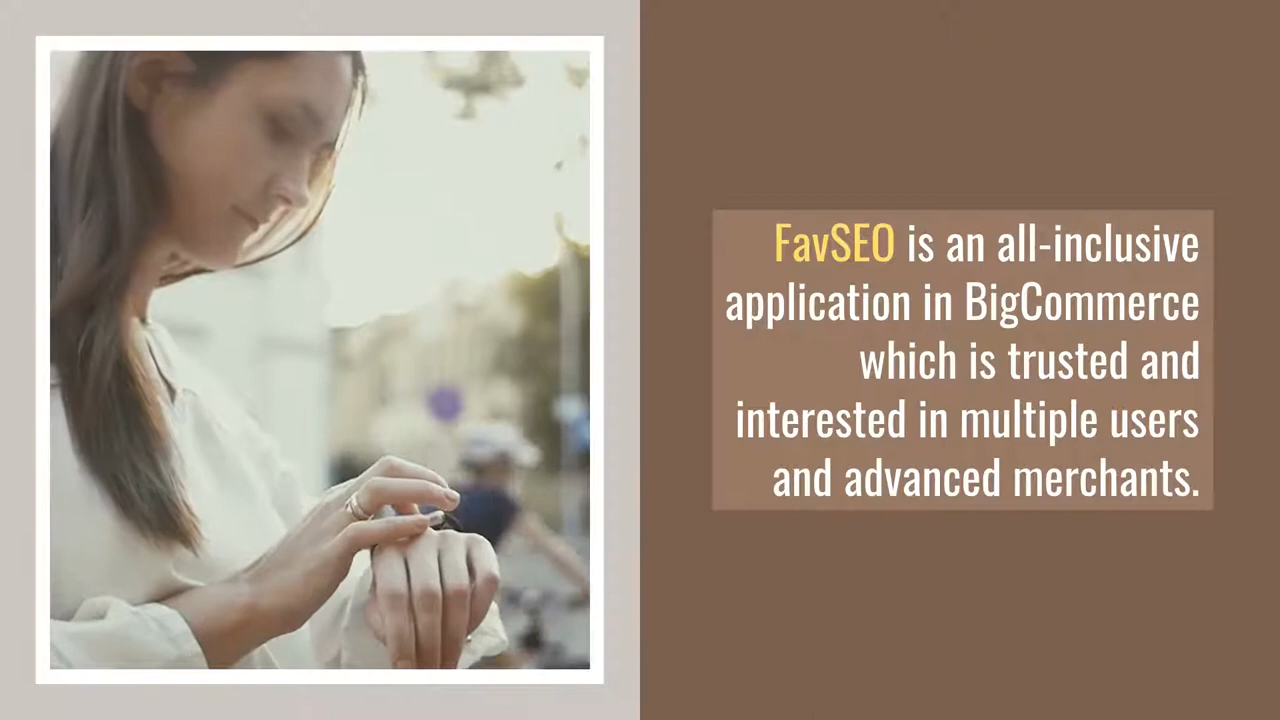 FavSEO is an all-inclusive
application in BigCommerce
which is trusted and
interested in multiple users
and advanced merchants.